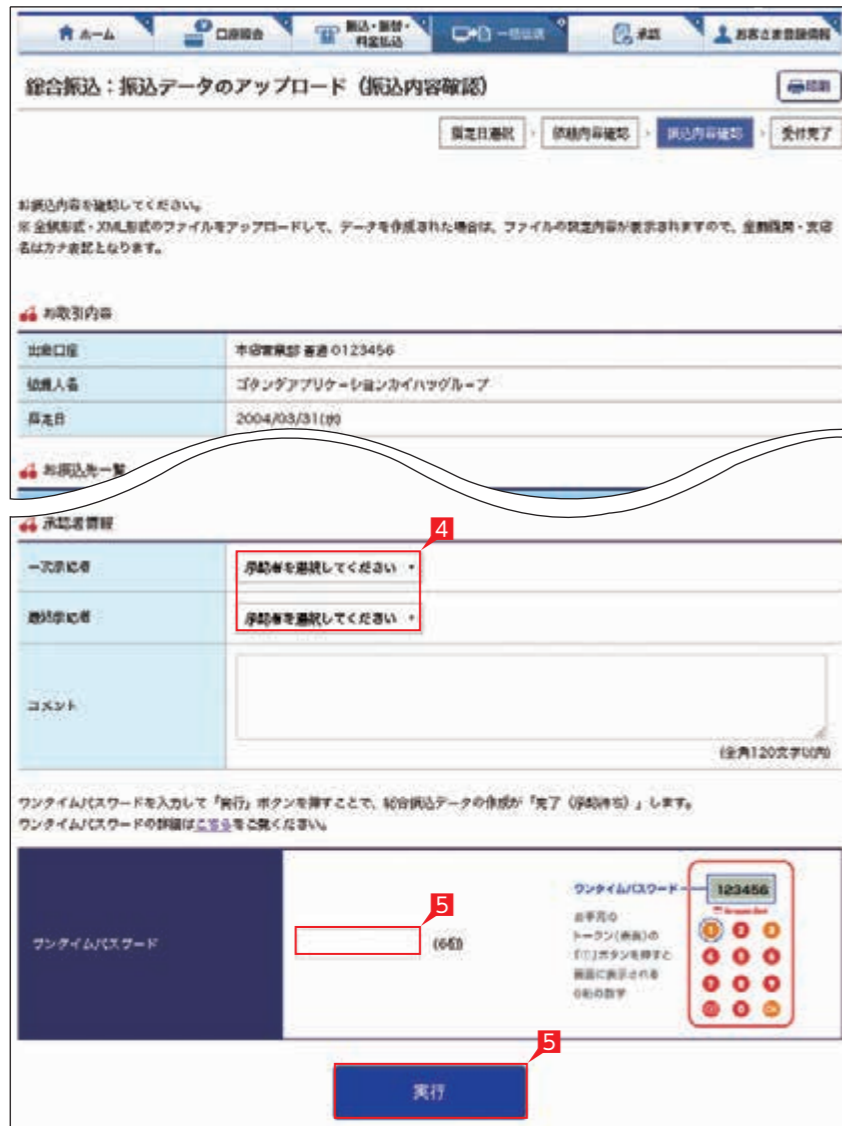 ホーム
口座照会
振込・振替・
料金払込
一括伝送
承認
お客さま登録情報
総合振込：振込データのアップロード（振込内容確認）
印刷
指定日選択
依頼内容確認
振込内容確認
受付完了
お振込内容を確認してください。
※ 全銀形式・XML形式のファイルをアップロードして、データを作成された場合は、ファイルの設定内容が表示されますので、金融機関・支店
名はカナ表記となります。
お取引内容
出金口座
本店営業部 普通 0123456
依頼人名
ゴタンダアプリケーションカイハツグループ
指定日
2004/03/31(水)
お振込先一覧
承認者情報
4
一次承認者
承認者を選択してください
最終承認者
承認者を選択してください
コメント
(全角120文字以内)
ワンタイムパスワードを入力して「実行」ボタンを押すことで、総合振込データの作成が「完了（承認待ち）」します。
ワンタイムパスワードの詳細はこちらをご覧ください。
ワンタイムパスワード
5
(6桁)
ワンタイムパスワード
123456
お手元の
トークン(表面)の
「①」ボタンを押すと
画面に表示される
6桁の数字
5
実行